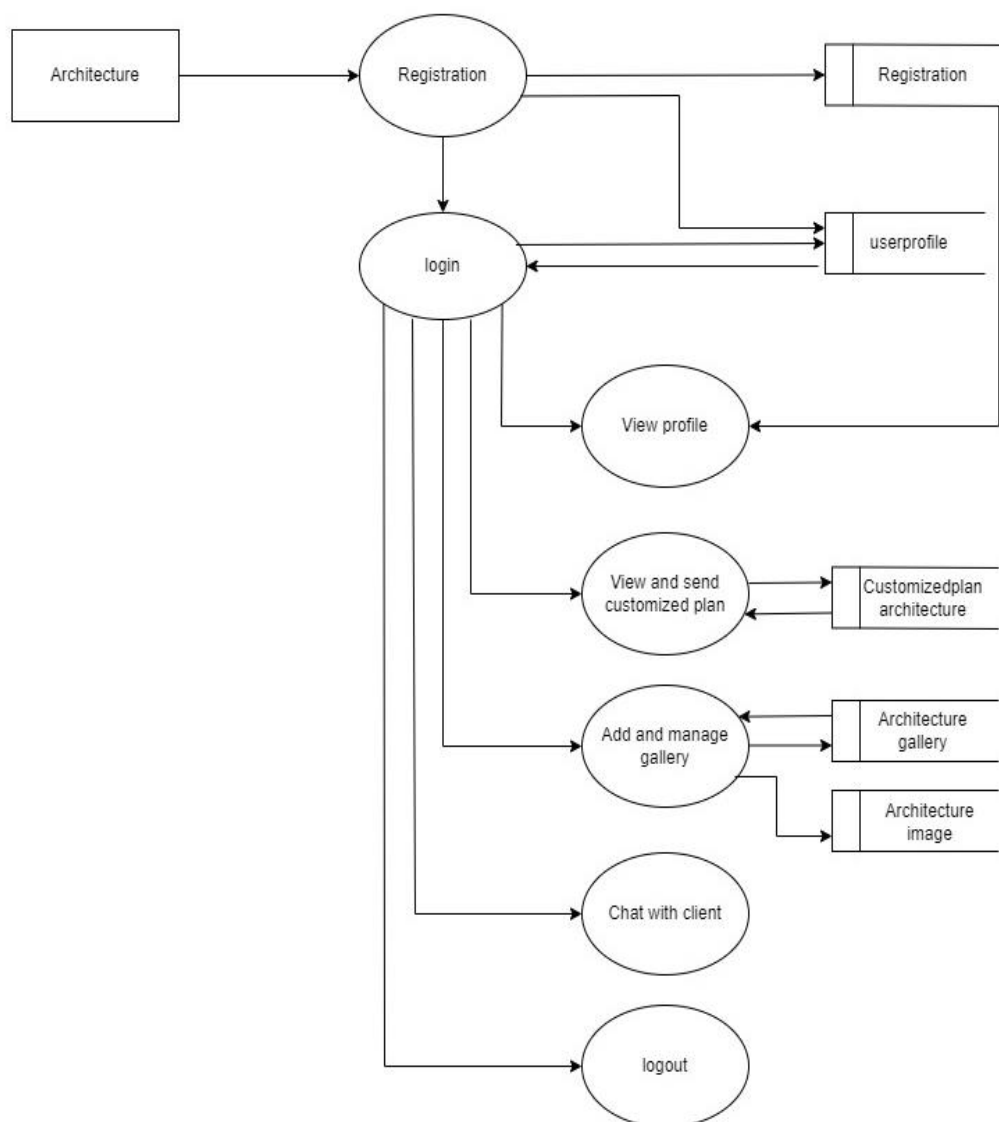 Architecture
Registration
Registration
login
userprofile
View profile
View and send
customized plan
Customizedplan
architecture
Add and manage
gallery
Architecture
gallery
Architecture
image
Chat with client
logout